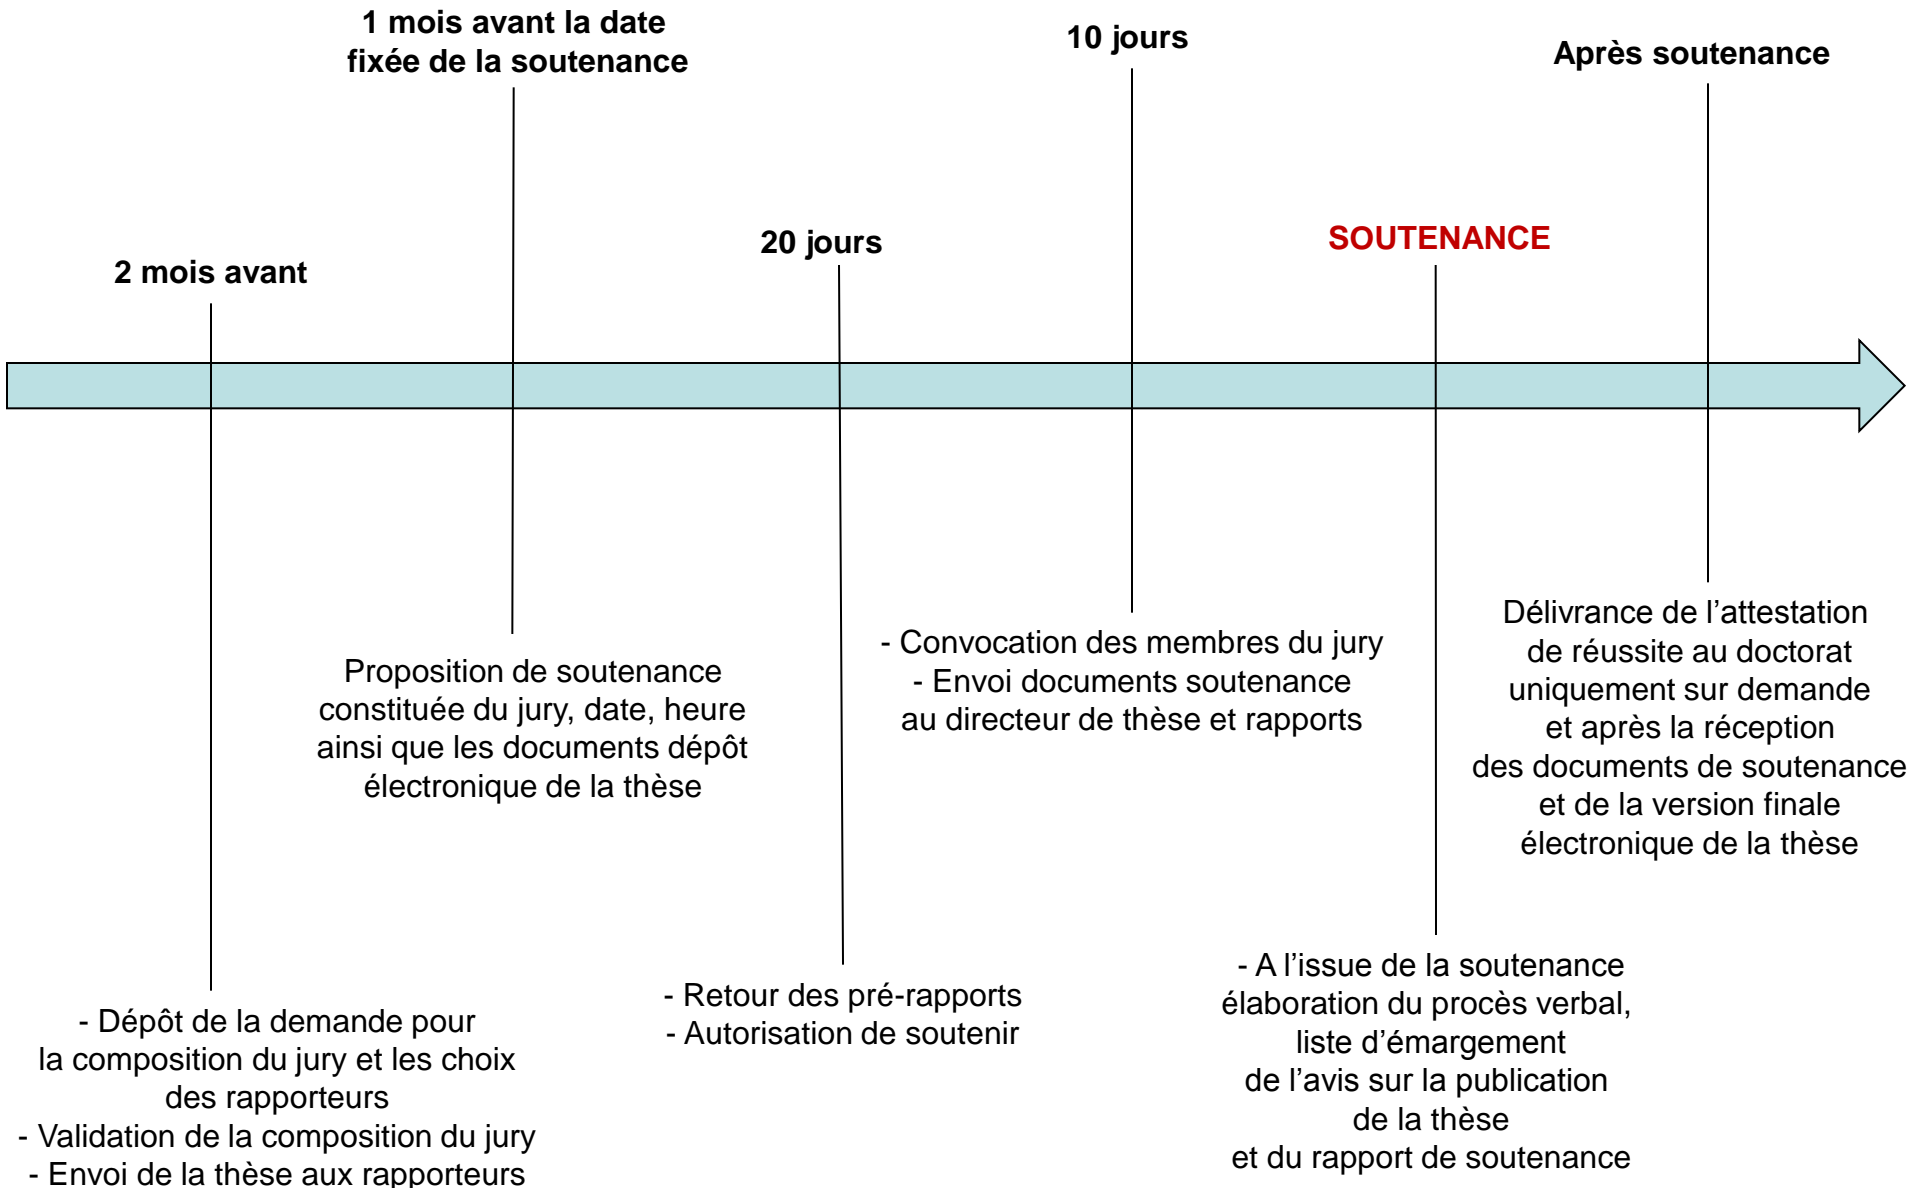 1 mois avant la date
fixée de la soutenance
10 jours
Après soutenance
20 jours
SOUTENANCE
2 mois avant
Proposition de soutenance
constituée du jury, date, heure
ainsi que les documents dépôt
électronique de la thèse
- Convocation des membres du jury
- Envoi documents soutenance
au directeur de thèse et rapports
Délivrance de l’attestation
de réussite au doctorat
uniquement sur demande
et après la réception
des documents de soutenance
et de la version finale
électronique de la thèse
- Dépôt de la demande pour
la composition du jury et les choix
des rapporteurs
- Validation de la composition du jury
- Envoi de la thèse aux rapporteurs
- Retour des pré-rapports
- Autorisation de soutenir
- A l’issue de la soutenance
élaboration du procès verbal,
liste d’émargement
de l’avis sur la publication
de la thèse
et du rapport de soutenance